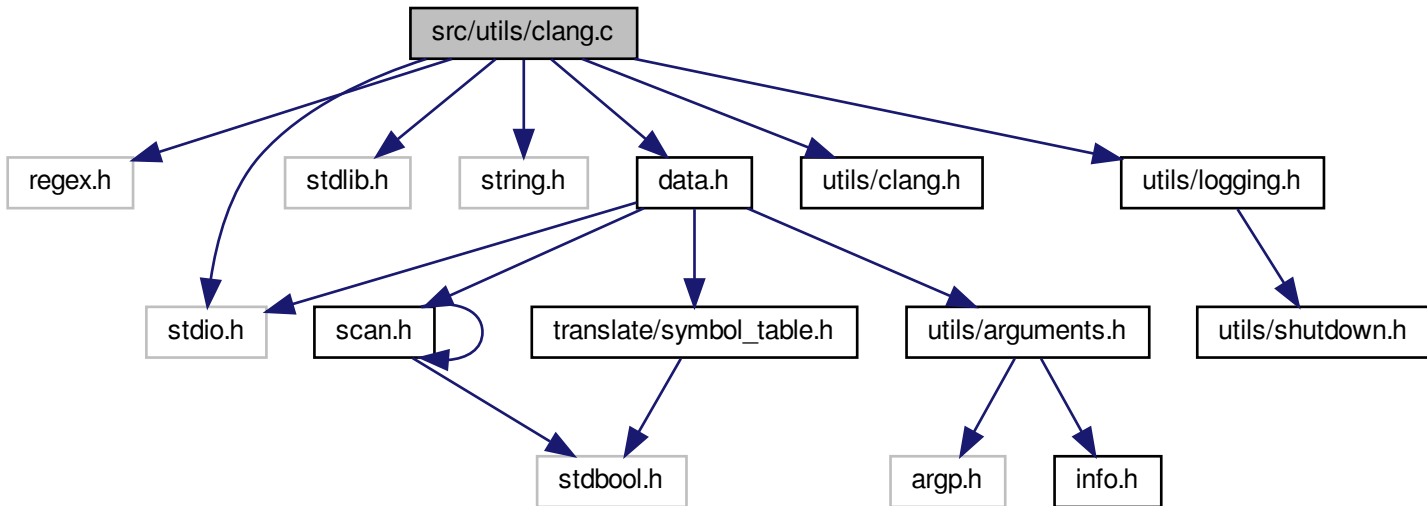 src/utils/clang.c
regex.h
stdlib.h
string.h
data.h
utils/clang.h
utils/logging.h
stdio.h
scan.h
translate/symbol_table.h
utils/arguments.h
utils/shutdown.h
stdbool.h
argp.h
info.h